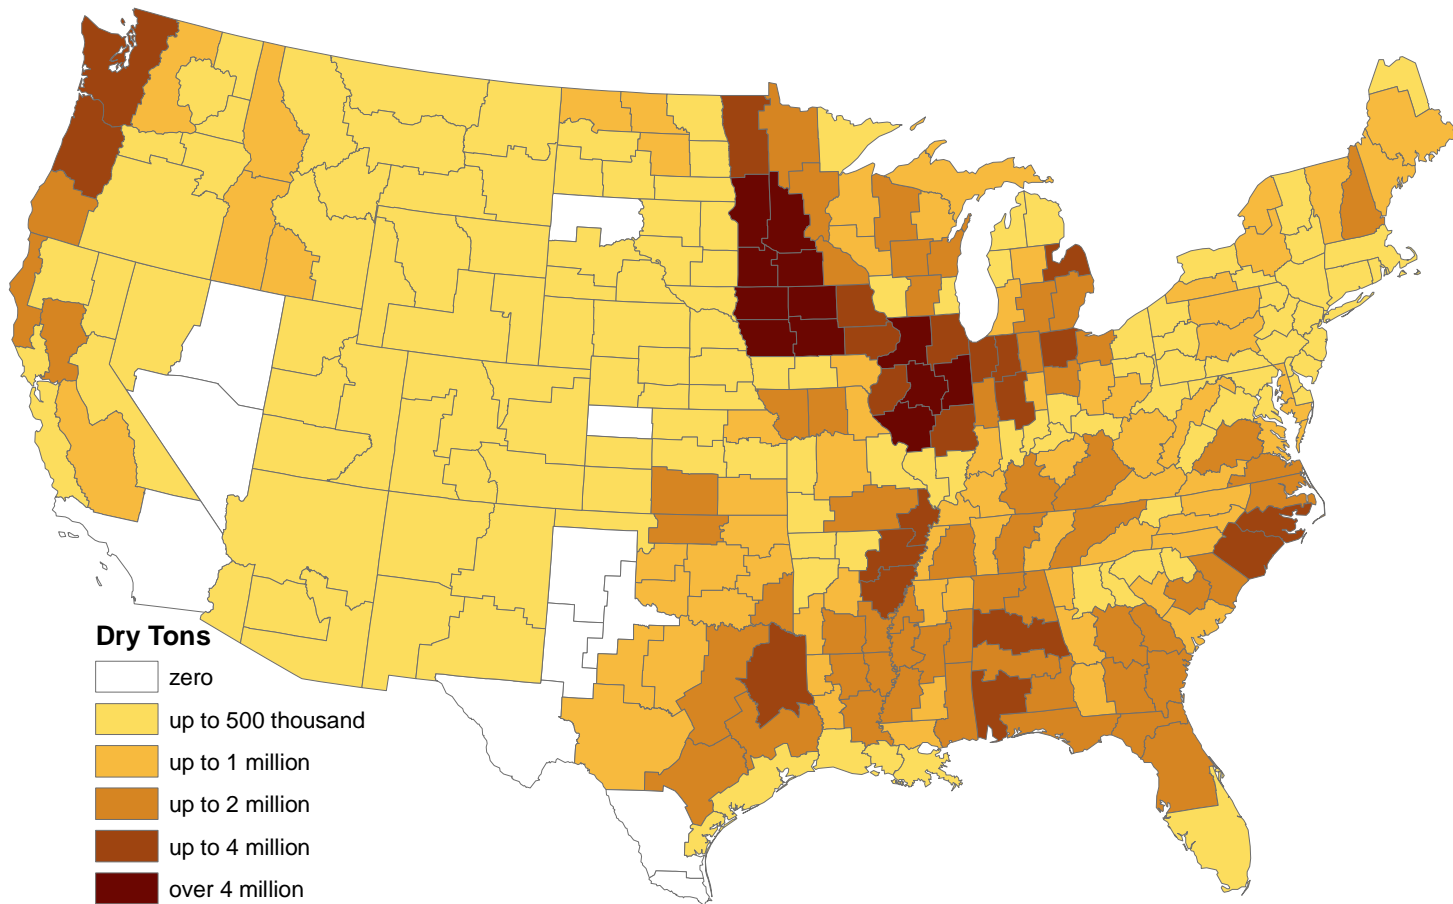 Dry Tons
zero
up to 500 thousand
up to 1 million
up to 2 million
up to 4 million
over 4 million